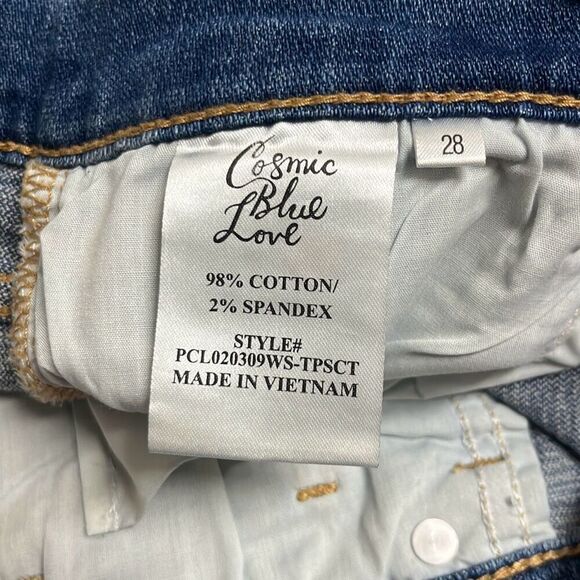 Cosmic
Blue
Love
28
98% COTTON/
2% SPANDEX
STYLE#
PCL020309WS-TPSCT
MADE IN VIETNAM